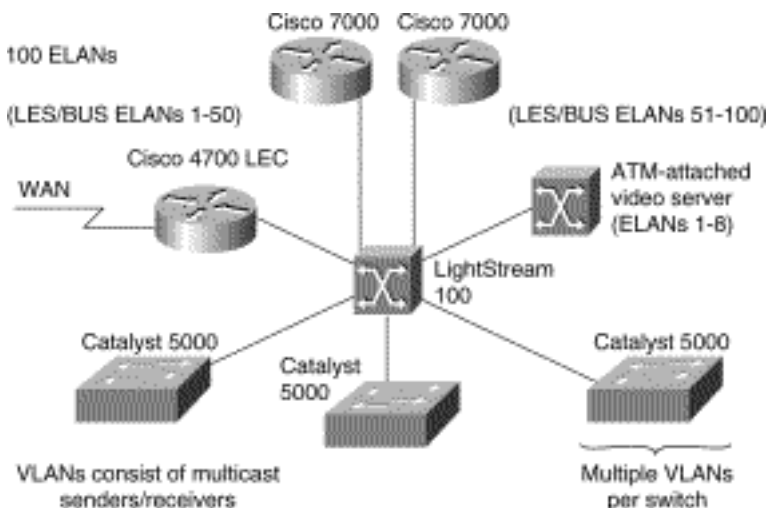 Cisco 7000
Cisco 7000
100 ELANs
(LES/BUS ELANs 1-50)
(LES/BUS ELANs 51-100)
Cisco 4700 LEC
WAN
ATM-attached
video server
(ELANs 1-8)
LightStream
100
Catalyst 5000
Catalyst
5000
Catalyst 5000
VLANs consist of multicast
senders/receivers
Multiple VLANs
per switch